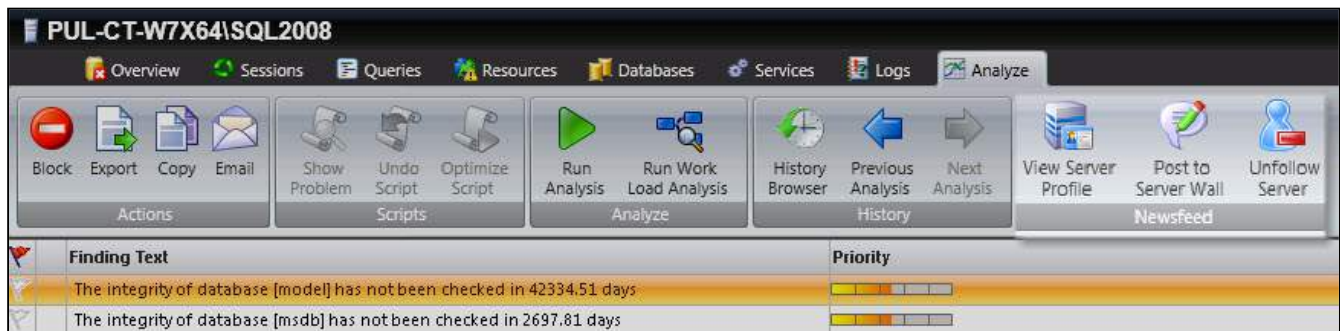 PUL-CT-W7X64\SQL2008
Overview Sessions Queries Resources Databases Services Logs Analyze
Block Export Copy Email Show Problem Undo Script Optimize Script Run Analysis Run Work Load Analysis History Browser Previous Analysis Next Analysis View Server Profile Post to Server Wall Unfollow Server
Actions Scripts Analyze History Newsfeed
Finding Text Priority
The integrity of database [model] has not been checked in 42334.51 days
The integrity of database [msdb] has not been checked in 2697.81 days